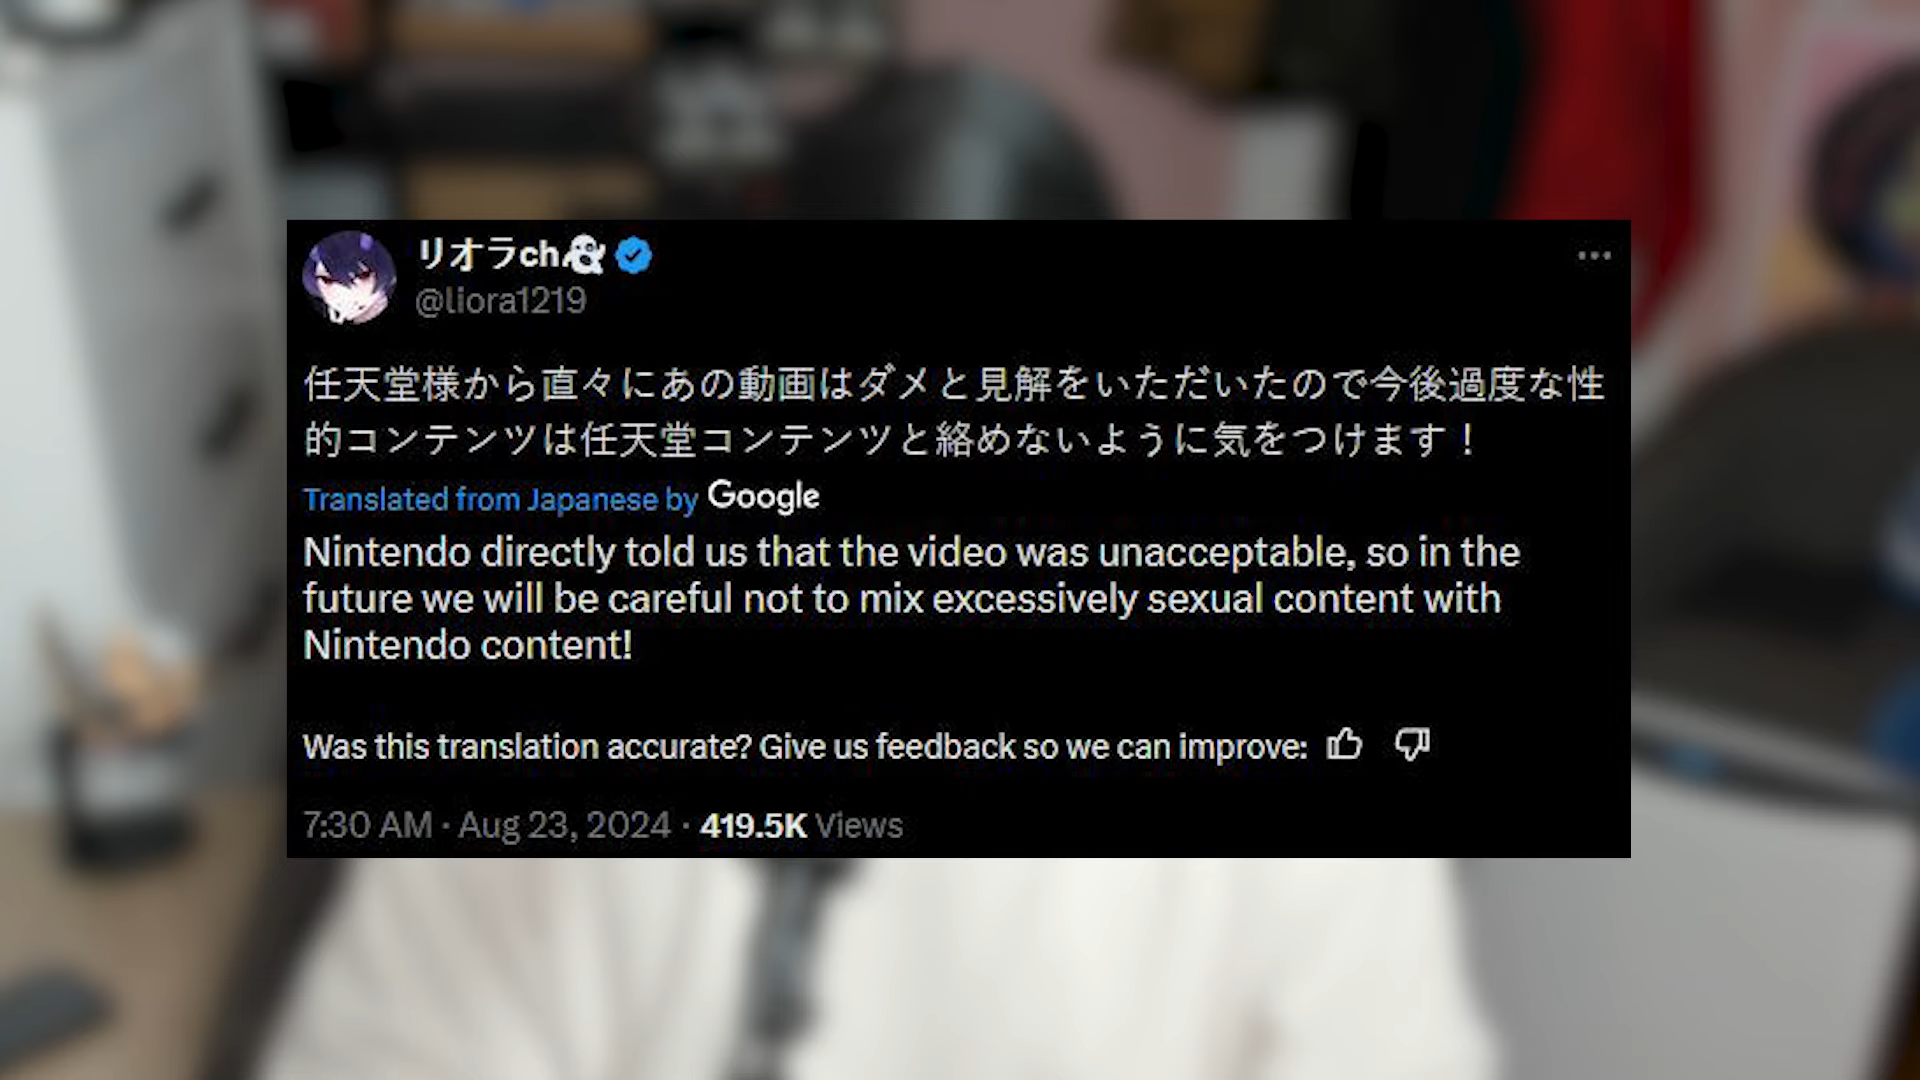 リオラch👻
@liora1219
任天堂様から直々にあの動画はダメと見解をいただいたので今後過度な性
的コンテンツは任天堂コンテンツと絡めないように気をつけます！
Translated from Japanese by Google
Nintendo directly told us that the video was unacceptable, so in the
future we will be careful not to mix excessively sexual content with
Nintendo content!
Was this translation accurate? Give us feedback so we can improve:
7:30 AM · Aug 23, 2024 · 419.5K Views